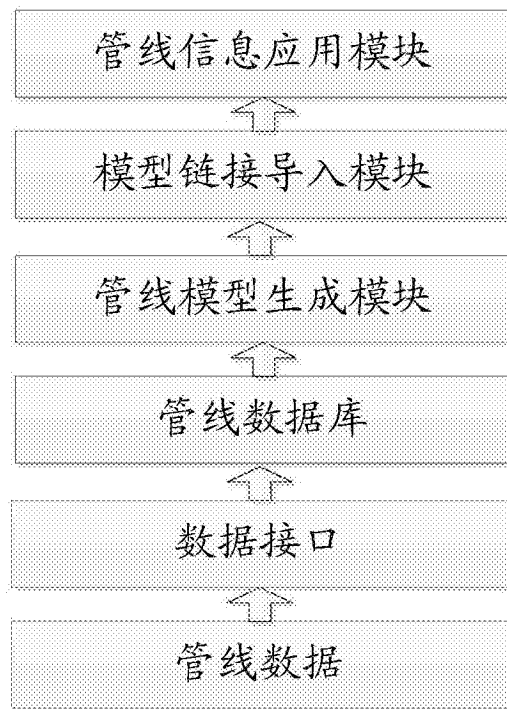 管线信息应用模块
模型链接导入模块
管线模型生成模块
管线数据库
数据接口
管线数据